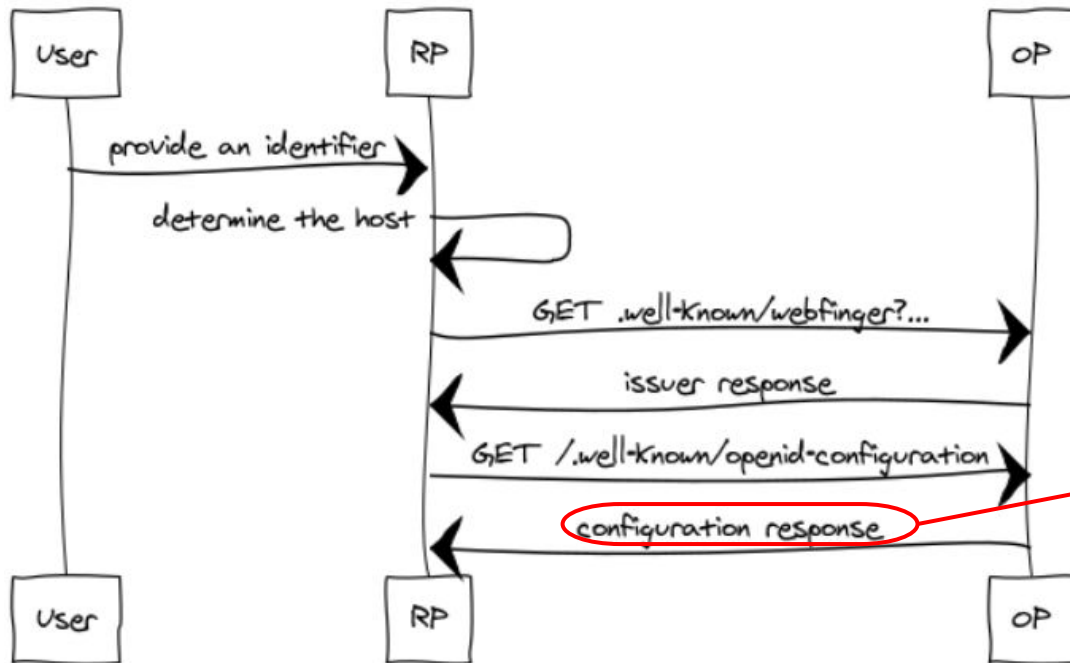 User
RP
OP
provide an identifier
determine the host
GET .well-known/webfinger?...
issuer response
GET /.well-known/openid-configuration
configuration response
User
RP
OP